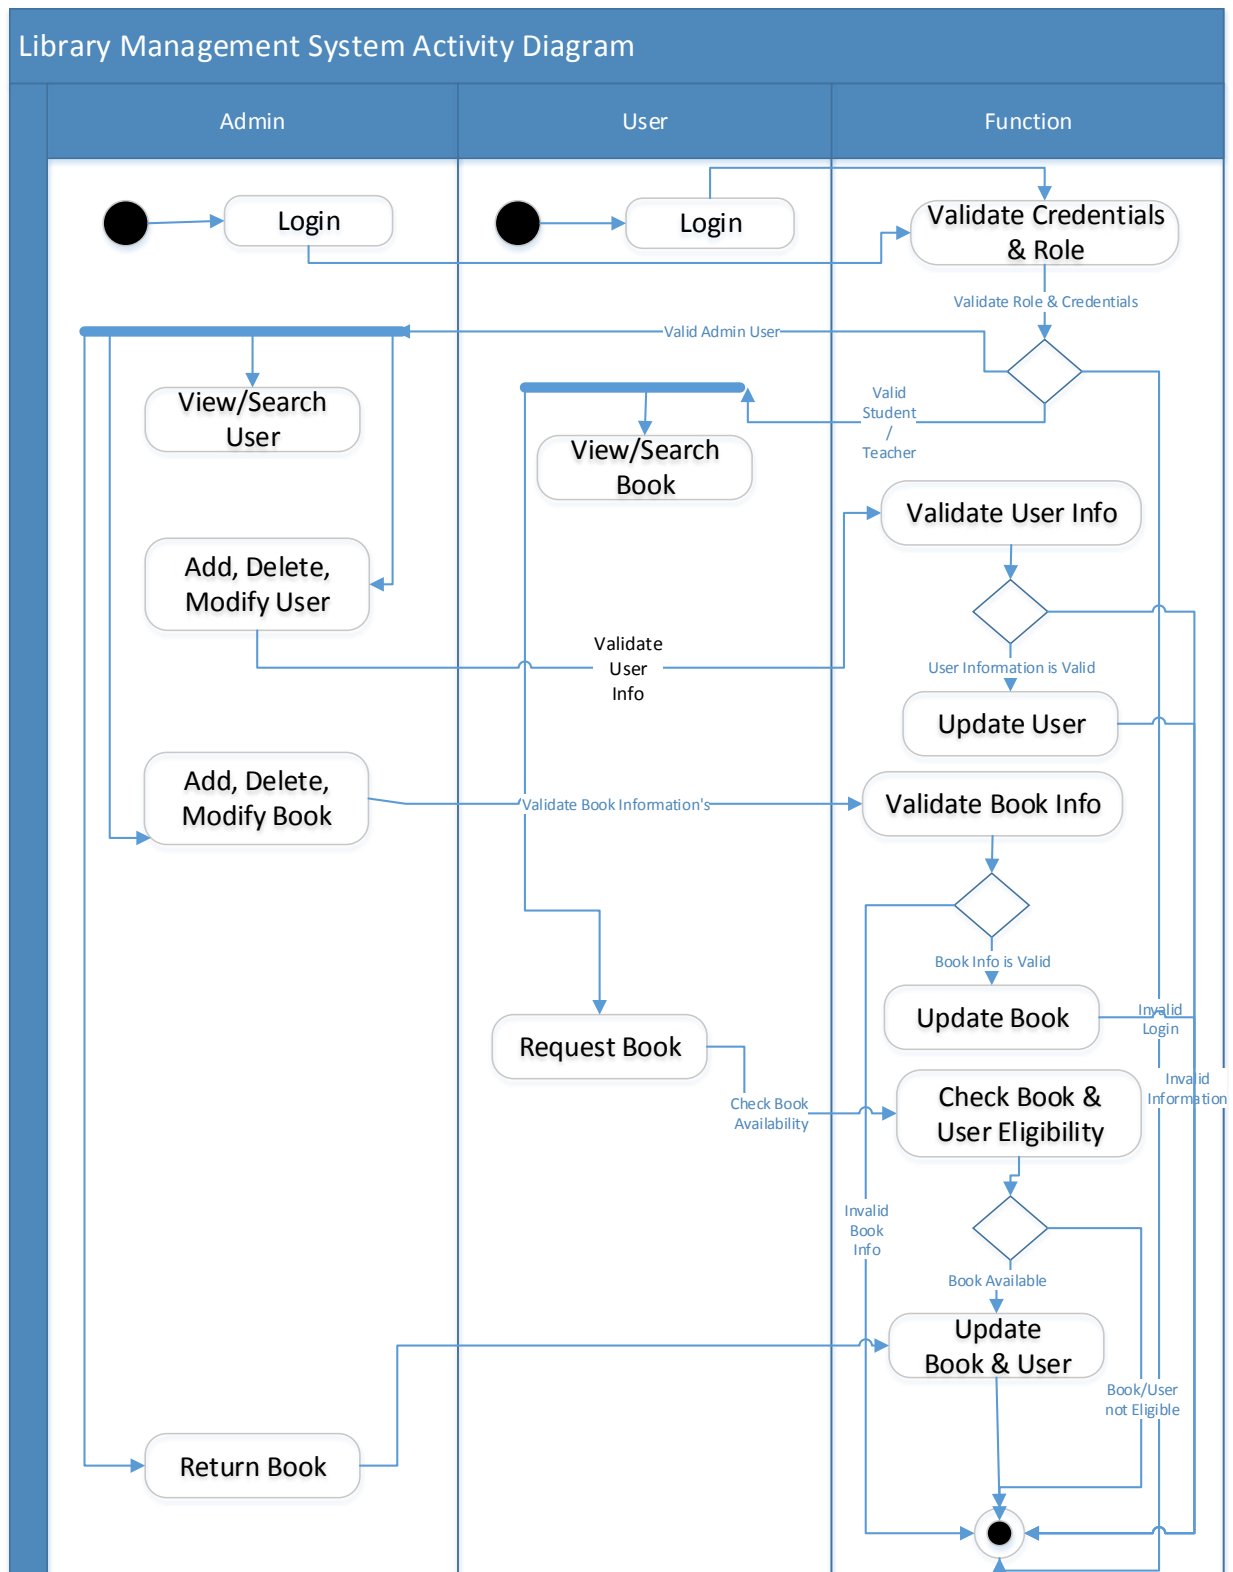 Library Management System Activity Diagram
Admin
User
Function
Login
Login
Validate Credentials
& Role
Validate Role & Credentials
Valid Admin User
View/Search
User
Valid
Student
/
Teacher
View/Search
Book
Validate User Info
Add, Delete,
Modify User
Validate
User
Info
User Information is Valid
Update User
Add, Delete,
Modify Book
Validate Book Information's
Validate Book Info
Book Info is Valid
Update Book
Invalid
Login
Request Book
Invalid
Information
Check Book
Availability
Check Book &
User Eligibility
Invalid
Book
Info
Book Available
Update
Book & User
Book/User
not Eligible
Return Book